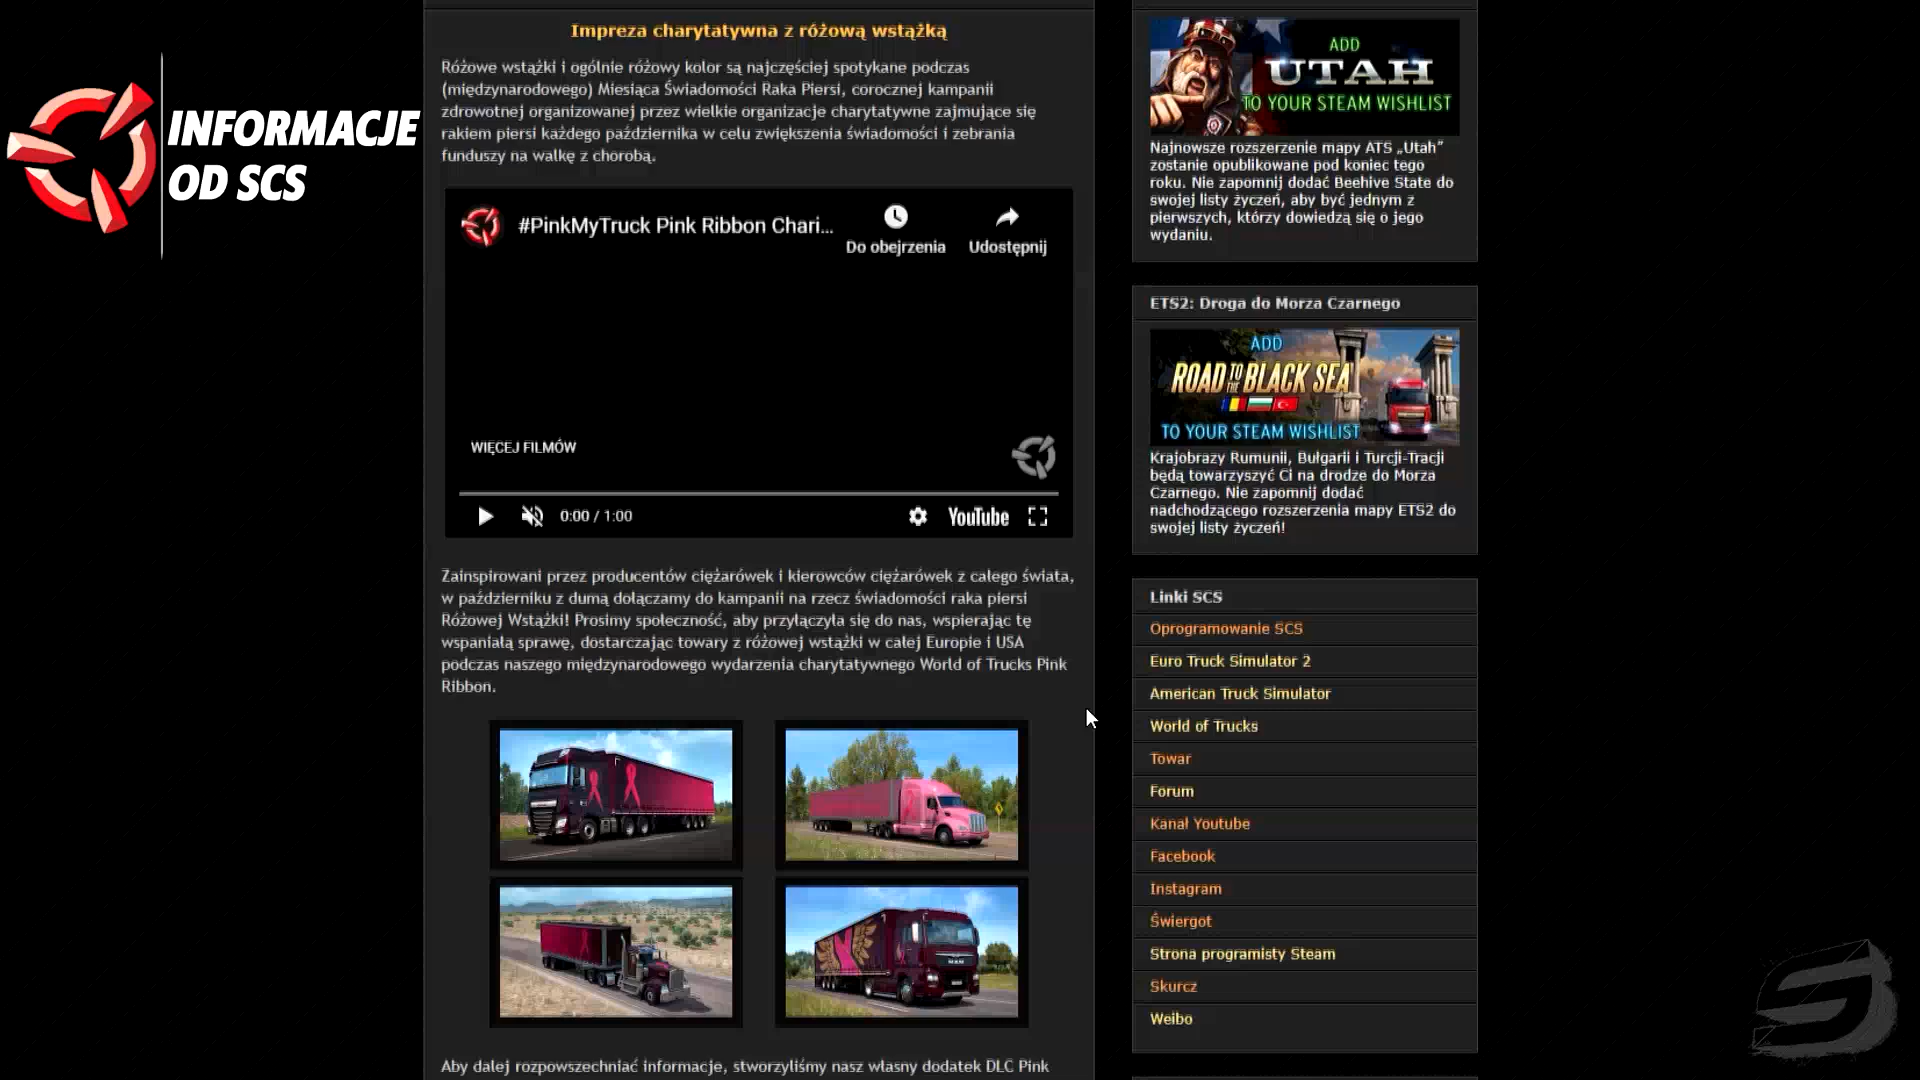 INFORMACJE
OD SCS
Impreza charytatywna z różową wstążką
Różowe wstążki i ogólnie różowy kolor są najczęściej spotykane podczas
(międzynarodowego) Miesiąca Świadomości Raka Piersi, corocznej kampanii
zdrowotnej organizowanej przez wielkie organizacje charytatywne zajmujące się
rakiem piersi każdego października w celu zwiększenia świadomości i zebrania
funduszy na walkę z chorobą.
#PinkMyTruck Pink Ribbon Chari...
Do obejrzenia
Udostępnij
WIĘCEJ FILMÓW
0:00 / 1:00
YouTube
Zainspirowani przez producentów ciężarówek i kierowców ciężarówek z całego świata,
w październiku z dumą dołączamy do kampanii na rzecz świadomości raka piersi
Różowej Wstążki! Prosimy społeczność, aby przyłączyła się do nas, wspierając tę
wspaniałą sprawę, dostarczając towary z różowej wstążki w całej Europie i USA
podczas naszego międzynarodowego wydarzenia charytatywnego World of Trucks Pink
Ribbon.
Aby dalej rozpowszechniać informacje, stworzyliśmy nasz własny dodatek DLC Pink
ADD
UTAH
TO YOUR STEAM WISHLIST
Najnowsze rozszerzenie mapy ATS „Utah”
zostanie opublikowane pod koniec tego
roku. Nie zapomnij dodać Beehive State do
swojej listy życzeń, aby być jednym z
pierwszych, którzy dowiedzą się o jego
wydaniu.
ETS2: Droga do Morza Czarnego
ADD
ROAD TO THE BLACK SEA
TO YOUR STEAM WISHLIST
Krajobrazy Rumunii, Bułgarii i Turcji-Tracji
będą towarzyszyć Ci na drodze do Morza
Czarnego. Nie zapomnij dodać
nadchodzącego rozszerzenia mapy ETS2 do
swojej listy życzeń!
Linki SCS
Oprogramowanie SCS
Euro Truck Simulator 2
American Truck Simulator
World of Trucks
Towar
Forum
Kanał Youtube
Facebook
Instagram
Świergot
Strona programisty Steam
Skurcz
Weibo